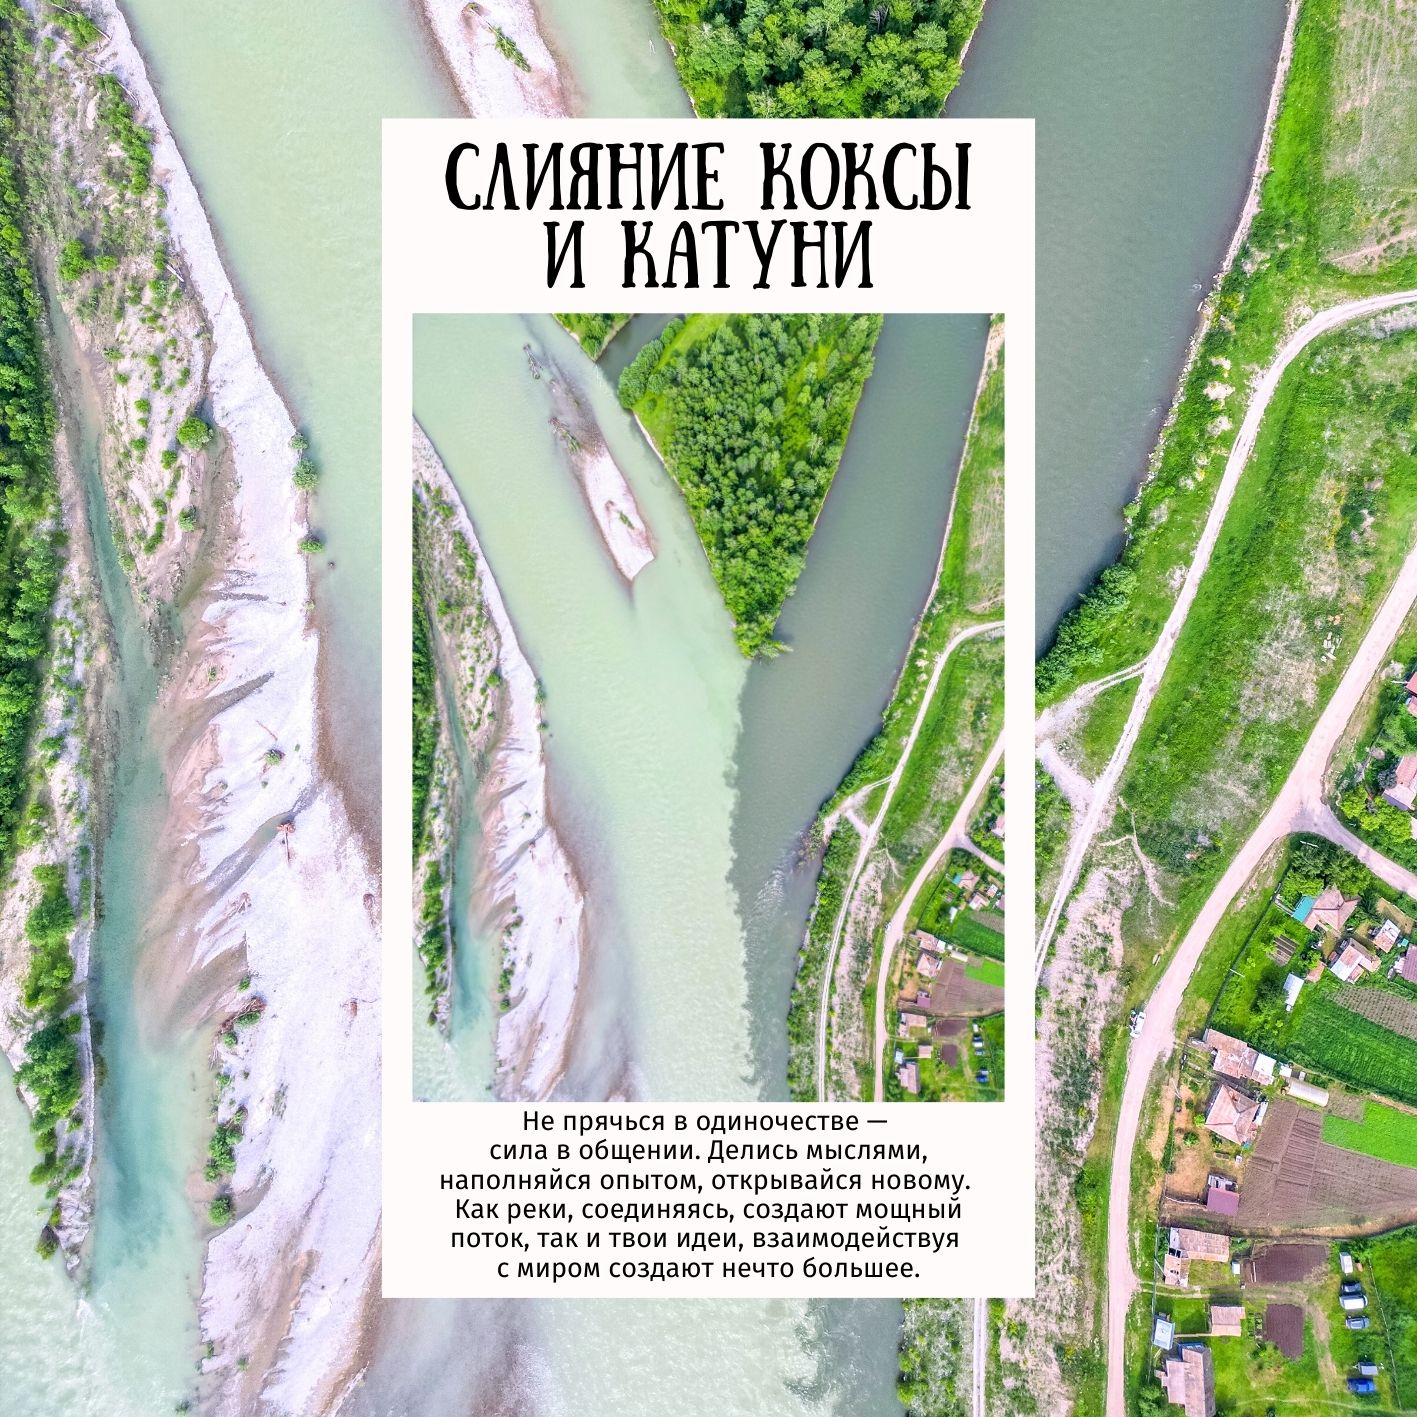 СЛИЯНИЕ КОКСЫ
И КАТУНИ
Не прячься в одиночестве —
сила в общении. Делись мыслями,
наполняйся опытом, открывайся новому.
Как реки, соединяясь, создают мощный
поток, так и твои идеи, взаимодействуя
с миром создают нечто большее.